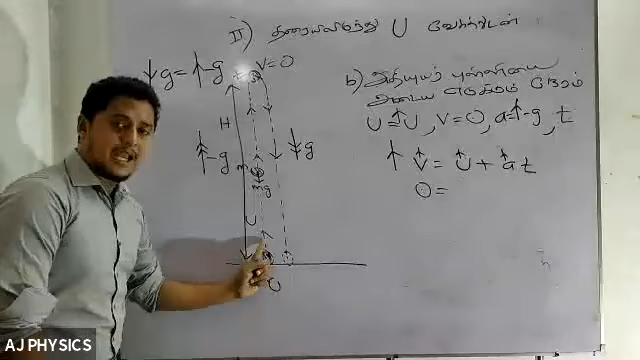 II) தரையிலிருந்து U வேகத்துடன்
↓g = ↑-g
V=0
H
↑-g
↓g
mg
U
b) அதியுயர் புள்ளியை
அடைய எடுக்கும் நேரம்
U = ↑U, V=0, a=↑-g, t
↑ V = U + at
0 =
AJ PHYSICS